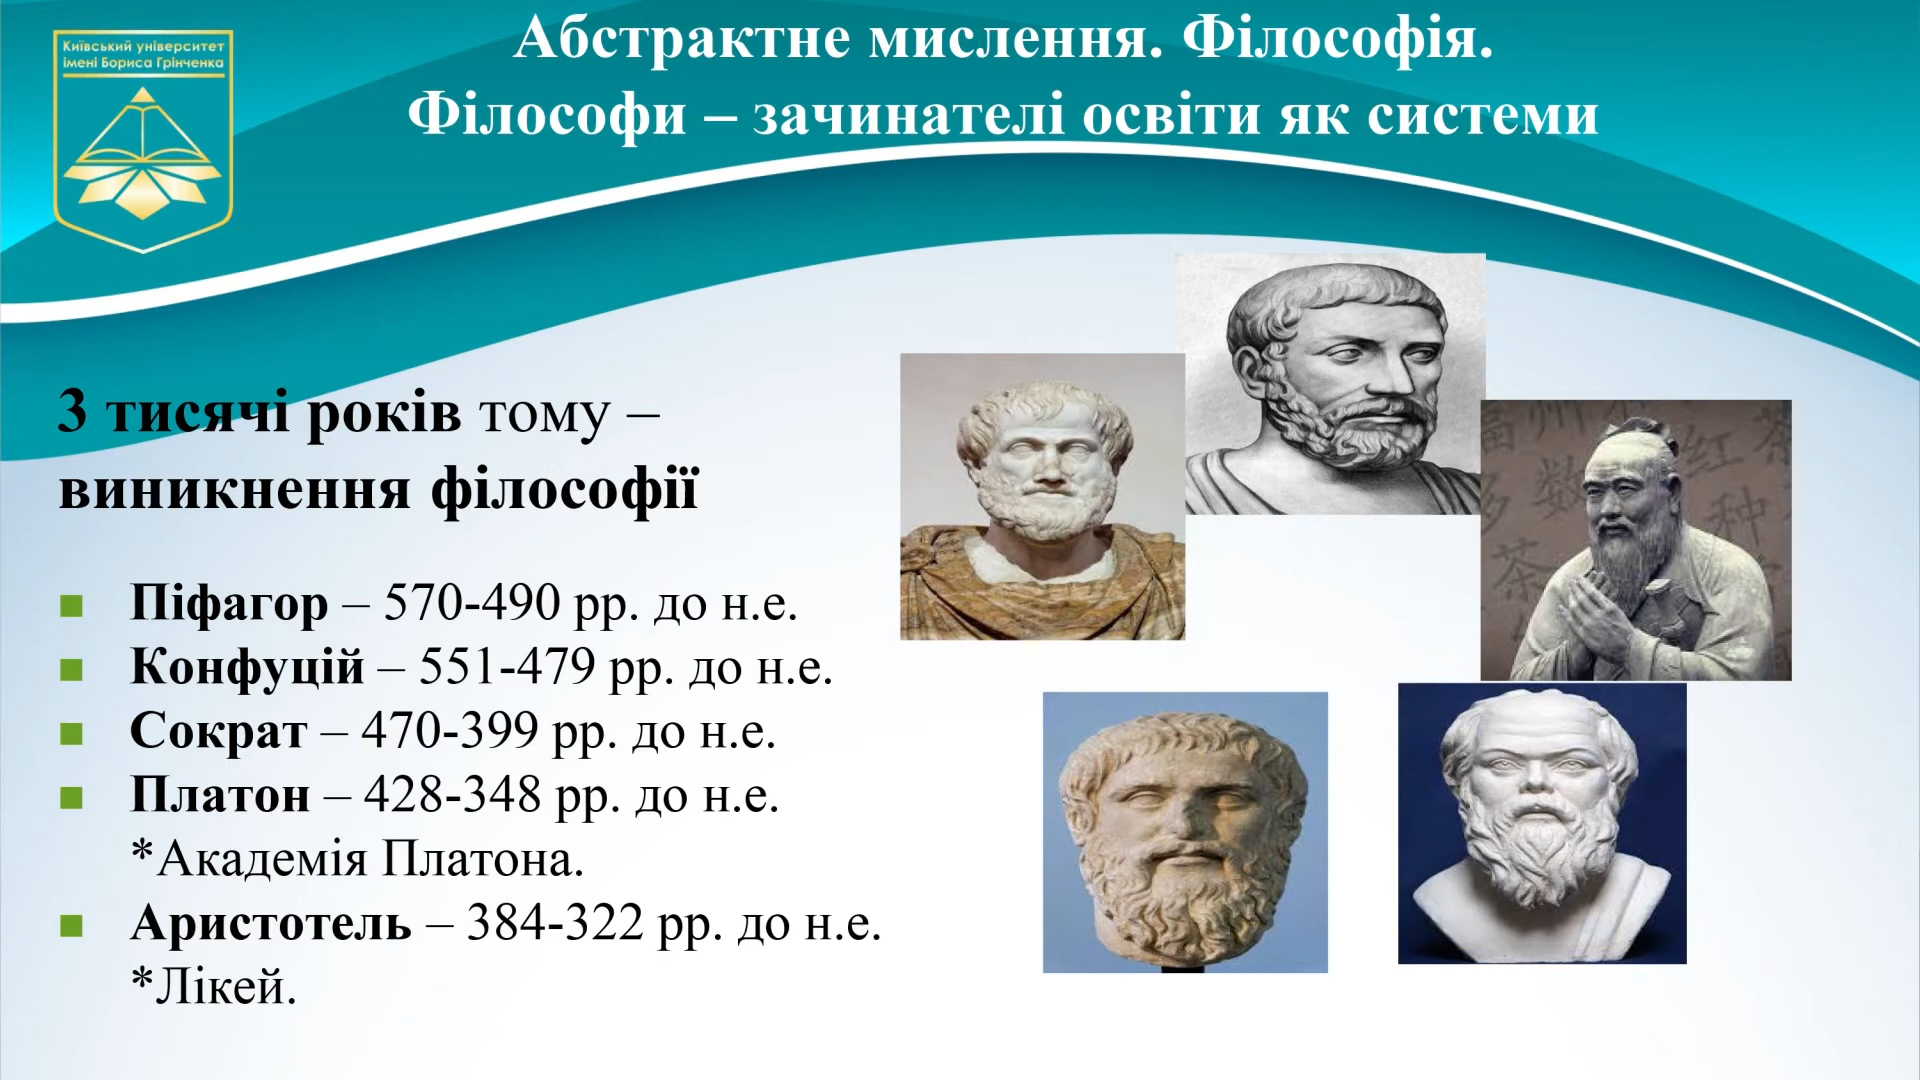 Київський університет
імені Бориса Грінченка
Абстрактне мислення. Філософія.
Філософи – зачинателі освіти як системи
3 тисячі років тому –
виникнення філософії
Піфагор – 570-490 рр. до н.е.
Конфуцій – 551-479 рр. до н.е.
Сократ – 470-399 рр. до н.е.
Платон – 428-348 рр. до н.е.
*Академія Платона.
Аристотель – 384-322 рр. до н.е.
*Лікей.